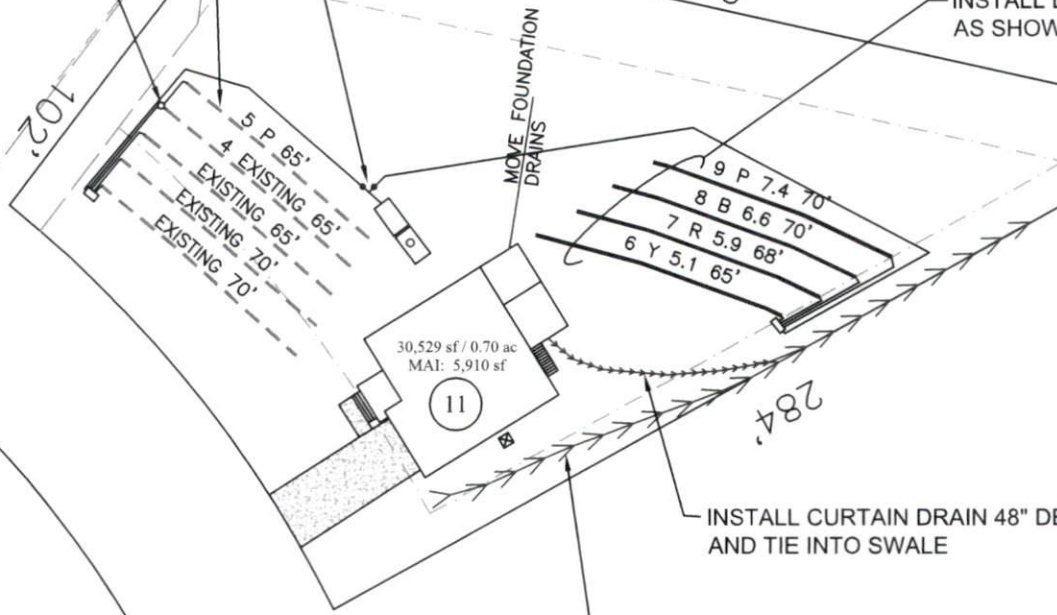 INSTALL
AS SHOW
102'
MOVE FOUNDATION
DRAINS
5 P 65'
4 EXISTING 65'
EXISTING 65'
EXISTING 70'
EXISTING 70'
9 P 7.4 70'
8 B 6.6 70'
7 R 5.9 68'
6 Y 5.1 65'
30,529 sf / 0.70 ac
MAI: 5,910 sf
11
284'
INSTALL CURTAIN DRAIN 48" DE
AND TIE INTO SWALE